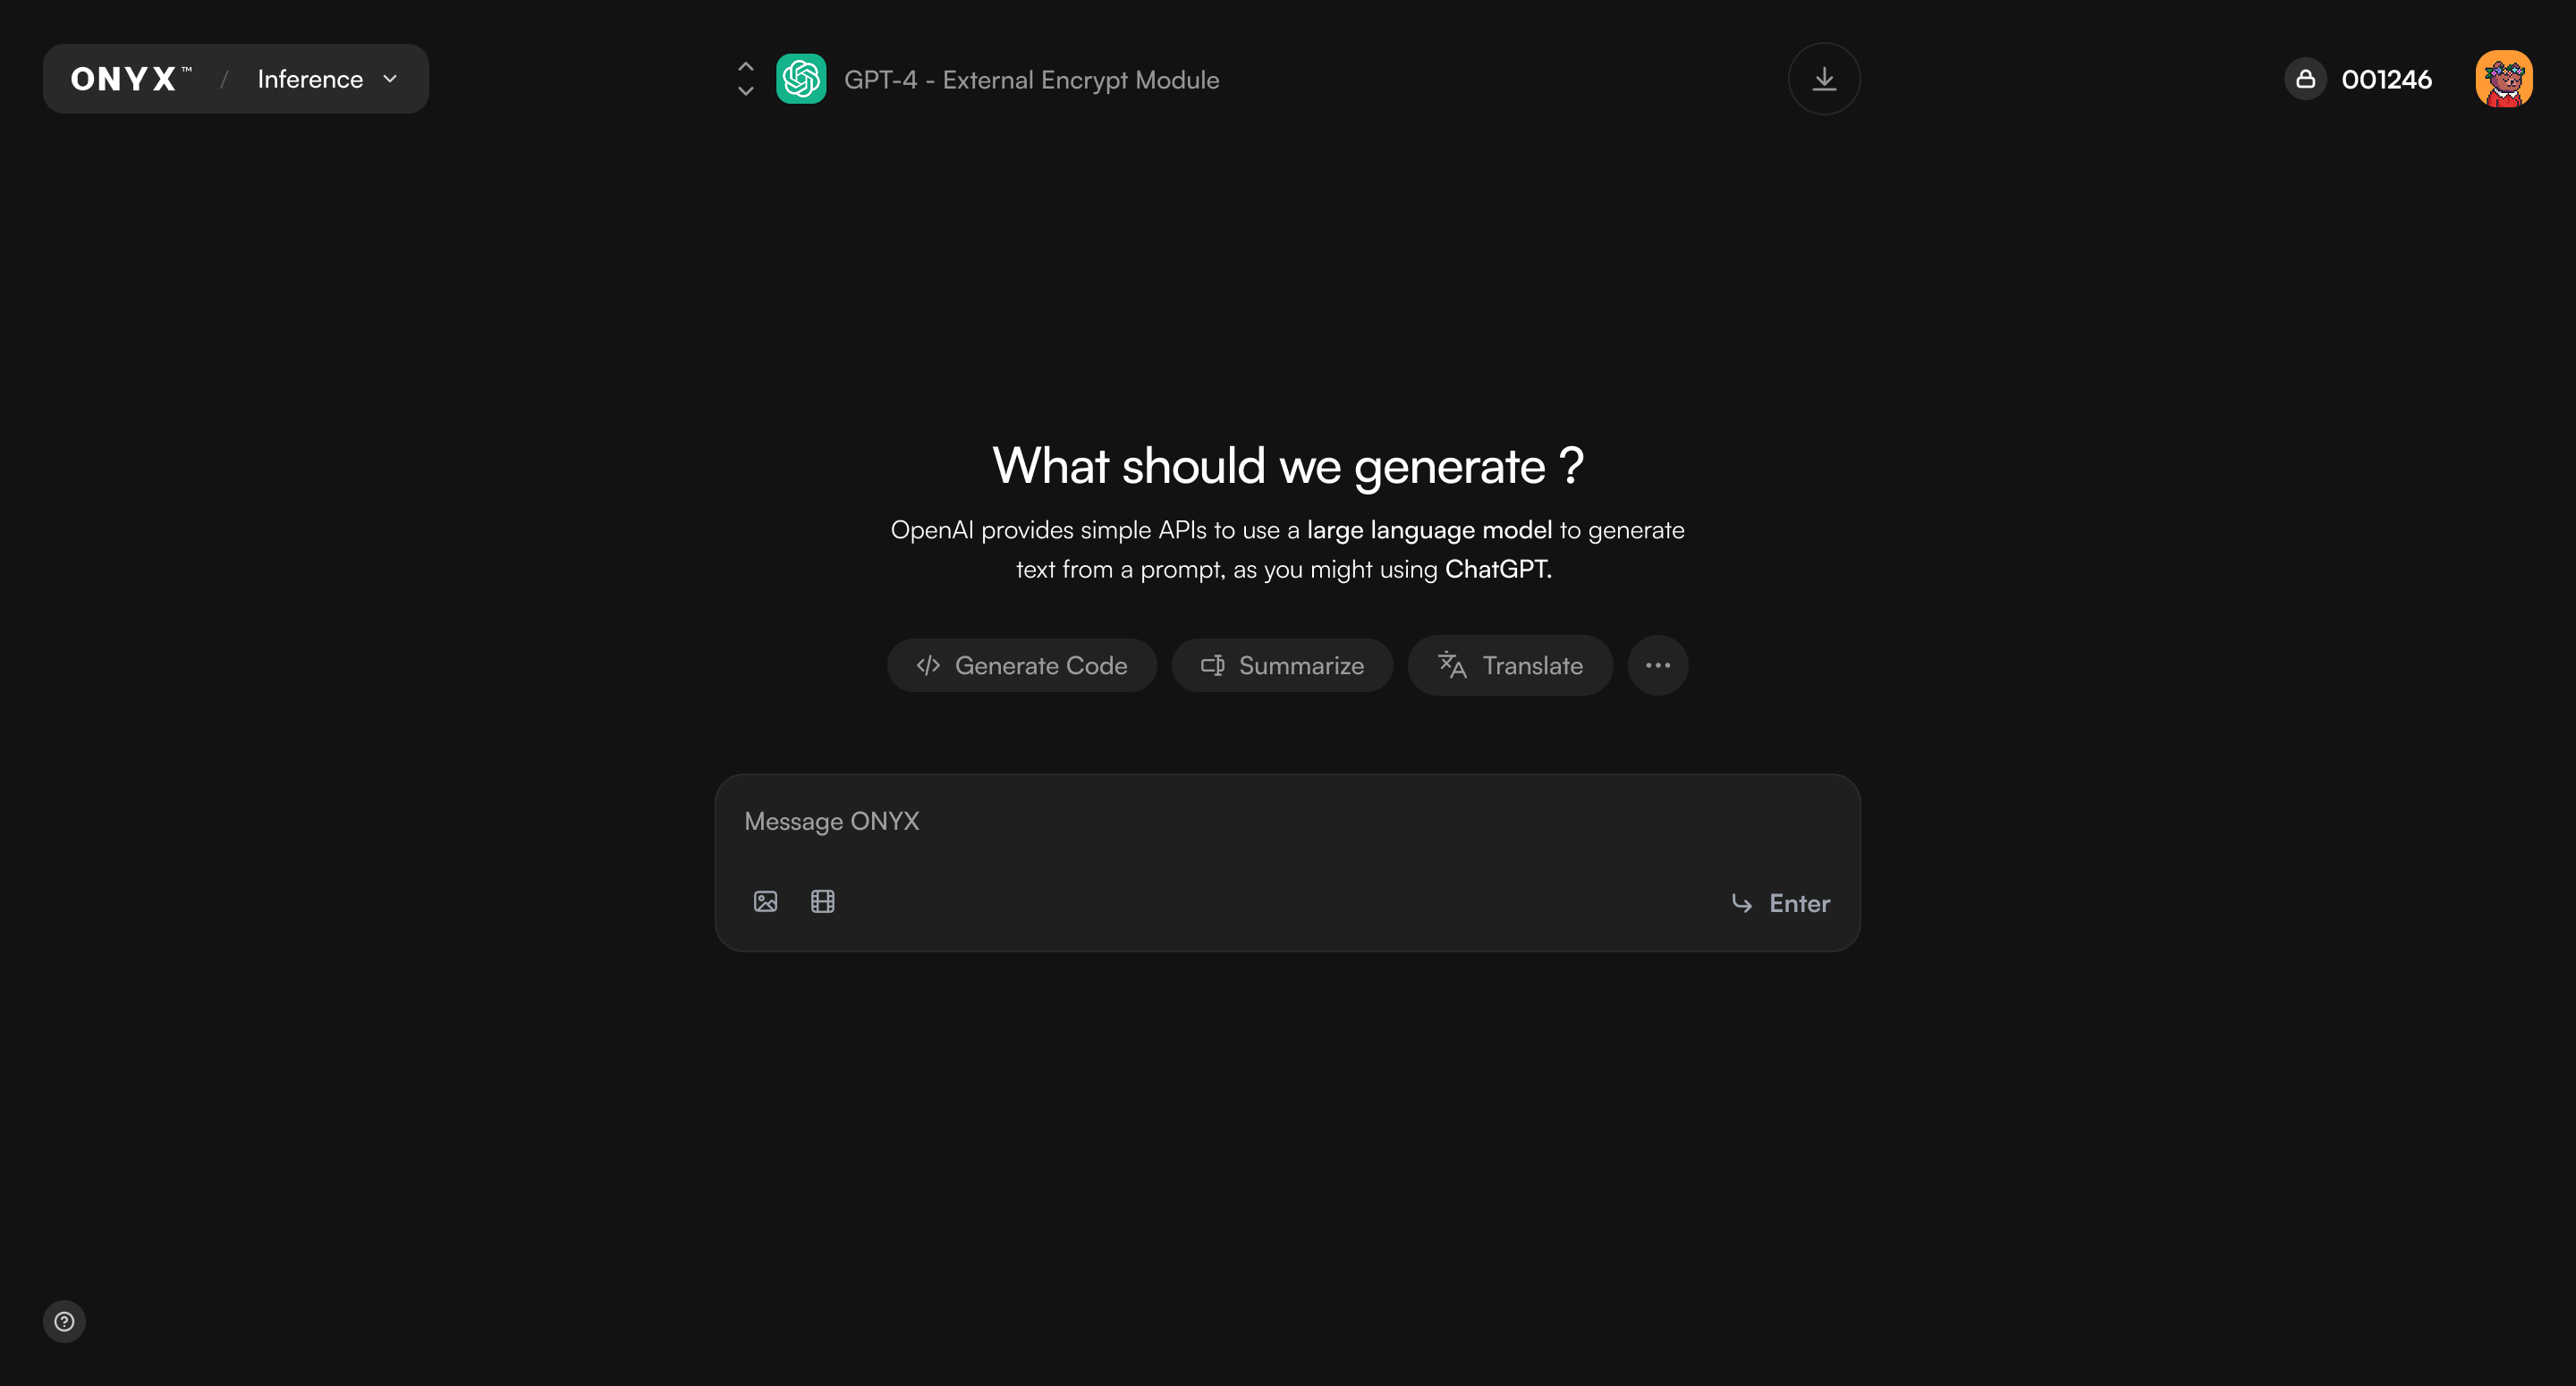 ONYX™ / Inference
GPT-4 - External Encrypt Module
001246
What should we generate ?
OpenAI provides simple APIs to use a large language model to generate
text from a prompt, as you might using ChatGPT.
Generate Code
Summarize
Translate
Message ONYX
Enter